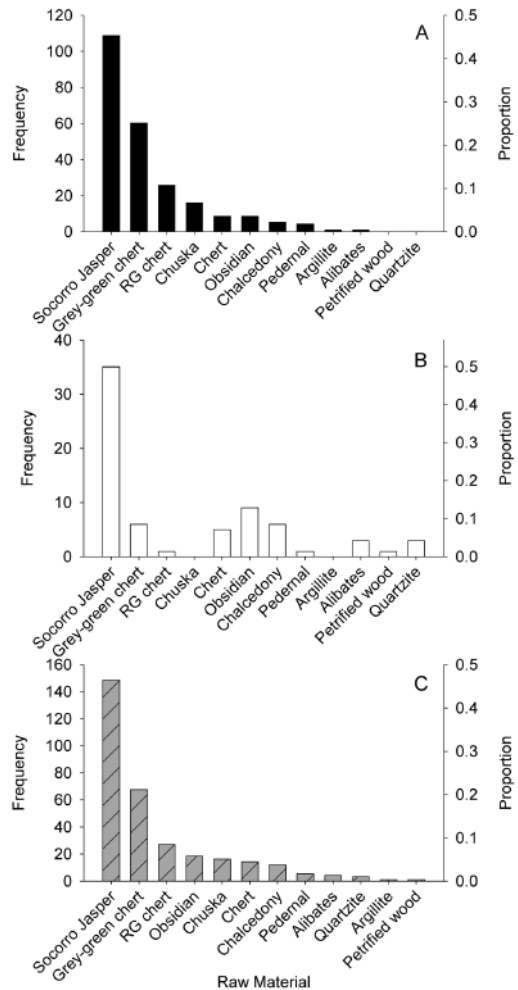 A
Frequency
120
100
80
60
40
20
0
Proportion
0.5
0.4
0.3
0.2
0.1
0.0
Socorro Jasper
Grey-green chert
RG chert
Chuska
Chert
Obsidian
Chalcedony
Pedernal
Argillite
Alibates
Petrified wood
Quartzite
B
Frequency
40
30
20
10
0
Proportion
0.5
0.4
0.3
0.2
0.1
0.0
Socorro Jasper
Grey-green chert
RG chert
Chuska
Chert
Obsidian
Chalcedony
Pedernal
Argillite
Alibates
Petrified wood
Quartzite
C
Frequency
160
140
120
100
80
60
40
20
0
Proportion
0.5
0.4
0.3
0.2
0.1
0.0
Socorro Jasper
Grey-green chert
RG chert
Obsidian
Chuska
Chert
Chalcedony
Pedernal
Alibates
Quartzite
Argillite
Petrified wood
Raw Material